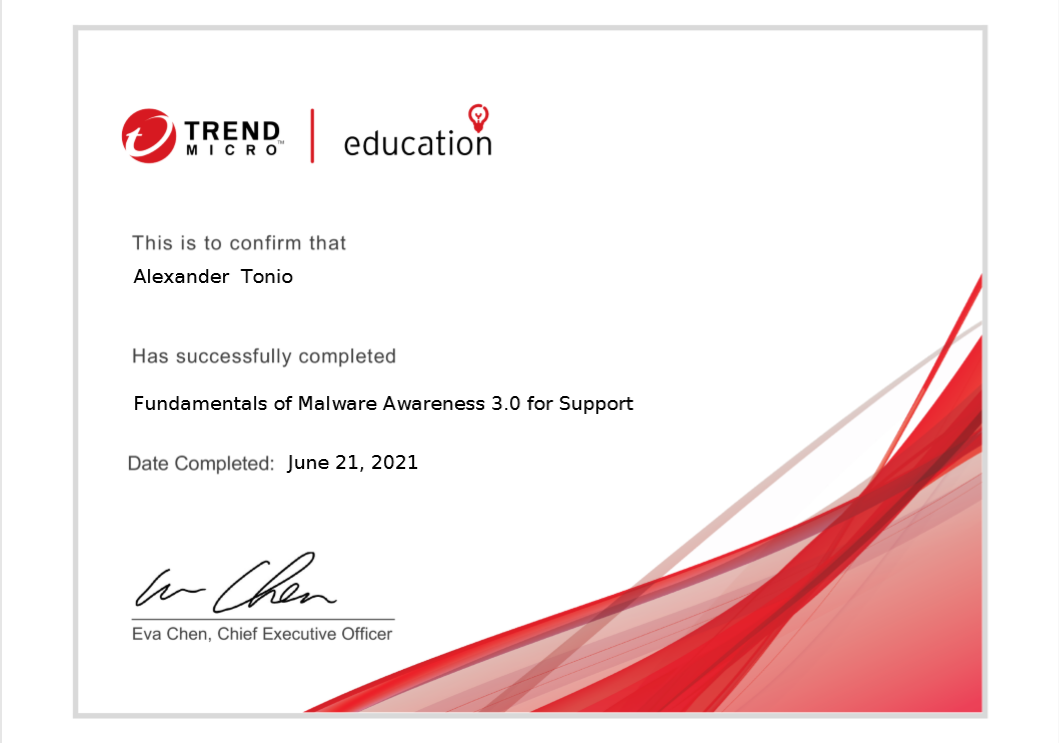 TREND
MICRO™
education
This is to confirm that
Alexander Tonio
Has successfully completed
Fundamentals of Malware Awareness 3.0 for Support
Date Completed: June 21, 2021
Eva Chen
Eva Chen, Chief Executive Officer